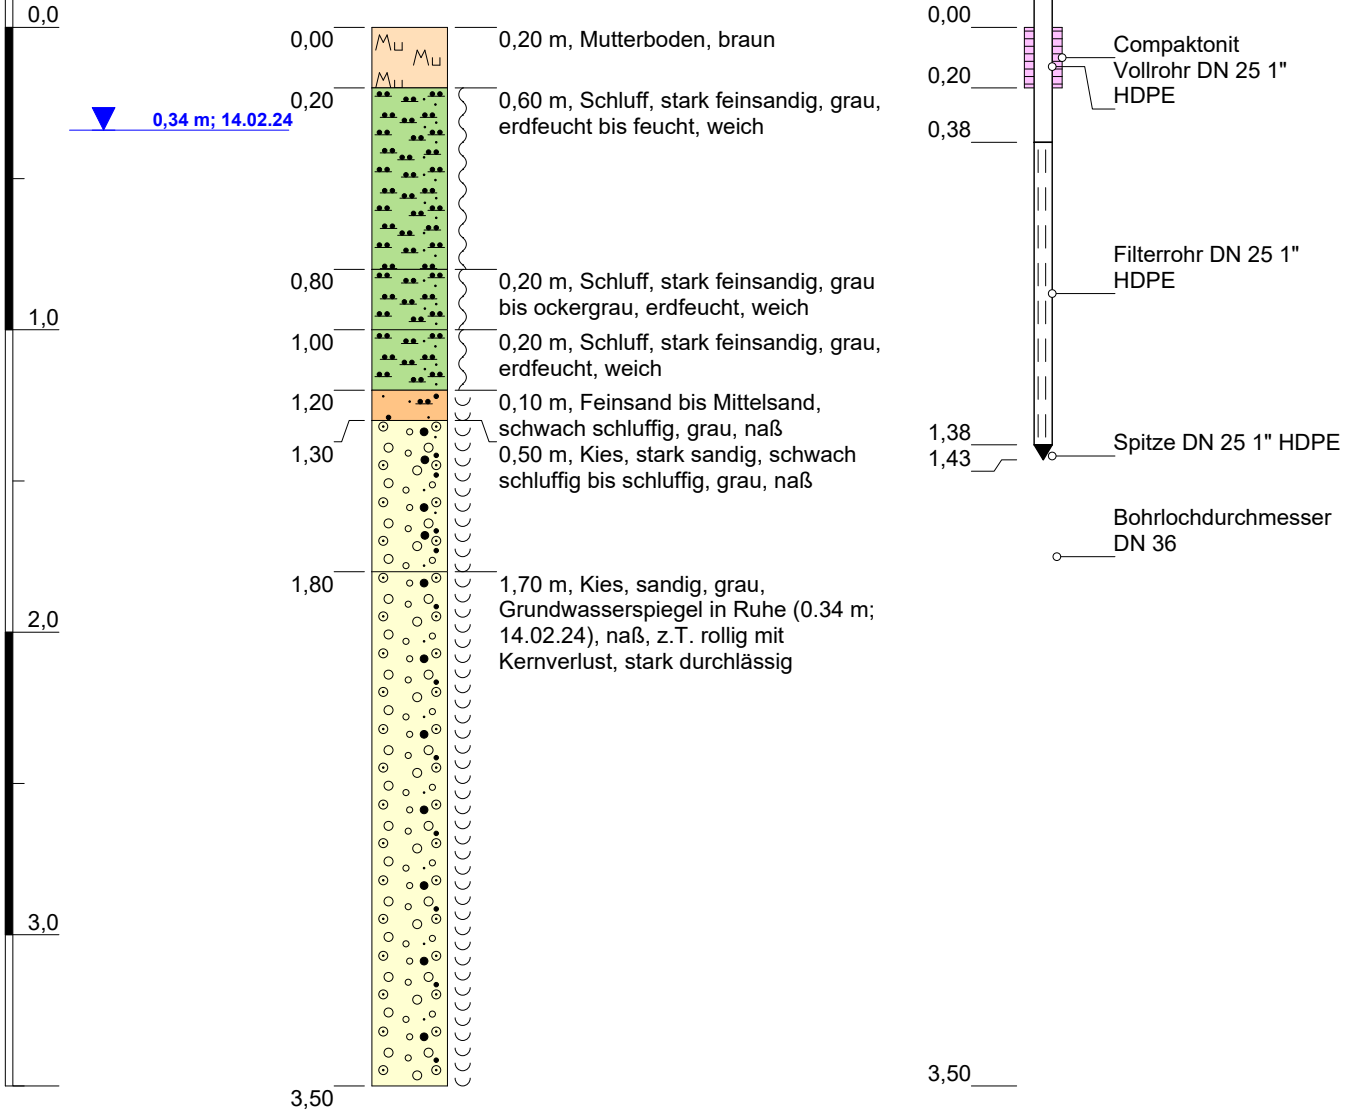 0,0
1,0
2,0
3,0
0,34 m; 14.02.24
0,00
0,20
0,80
1,00
1,20
1,30
1,80
3,50
Mu
Mu
Mu
0,20 m, Mutterboden, braun
0,60 m, Schluff, stark feinsandig, grau,
erdfeucht bis feucht, weich
0,20 m, Schluff, stark feinsandig, grau
bis ockergrau, erdfeucht, weich
0,20 m, Schluff, stark feinsandig, grau,
erdfeucht, weich
0,10 m, Feinsand bis Mittelsand,
schwach schluffig, grau, naß
0,50 m, Kies, stark sandig, schwach
schluffig bis schluffig, grau, naß
1,70 m, Kies, sandig, grau,
Grundwasserspiegel in Ruhe (0.34 m;
14.02.24), naß, z.T. rollig mit
Kernverlust, stark durchlässig
0,00
0,20
0,38
1,38
1,43
3,50
Compaktonit
Vollrohr DN 25 1"
HDPE
Filterrohr DN 25 1"
HDPE
Spitze DN 25 1" HDPE
Bohrlochdurchmesser
DN 36